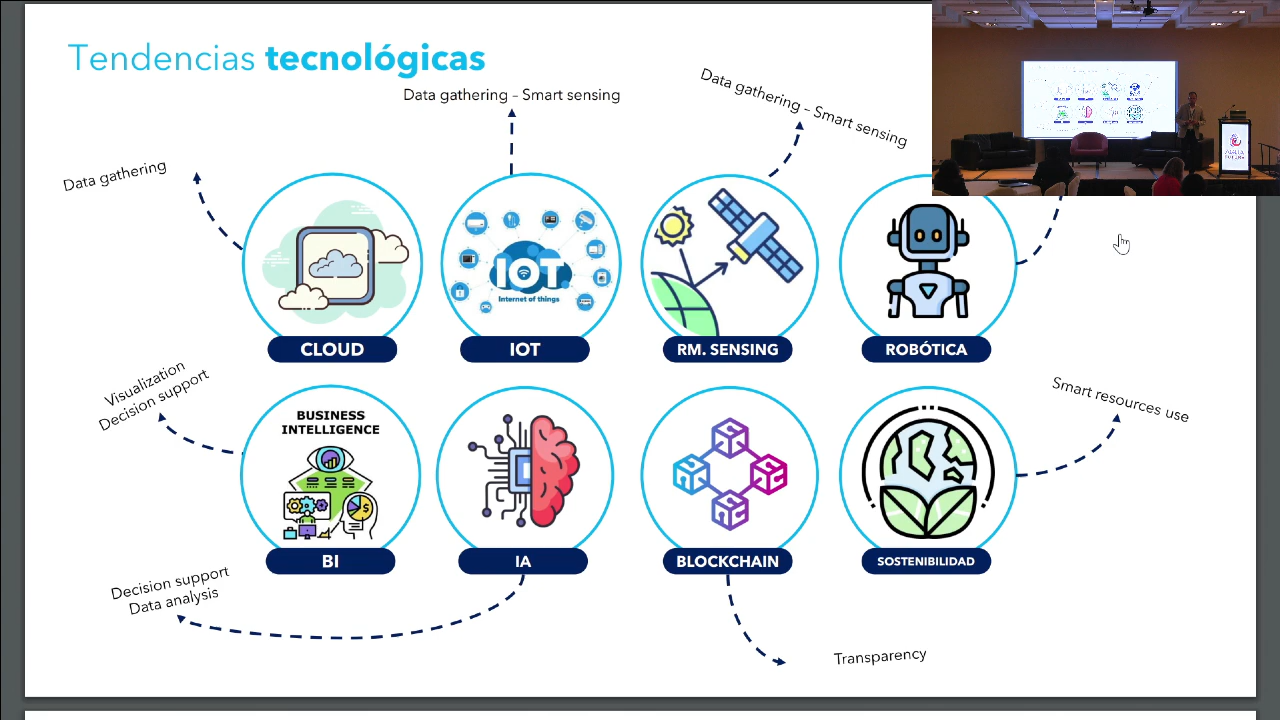 Tendencias tecnológicas
Data gathering – Smart sensing
Data gathering – Smart sensing
Data gathering
IOT
Internet of things
CLOUD
IOT
RM. SENSING
ROBÓTICA
Visualization
Decision support
Smart resources use
BUSINESS
INTELLIGENCE
BI
IA
BLOCKCHAIN
SOSTENIBILIDAD
Decision support
Data analysis
Transparency